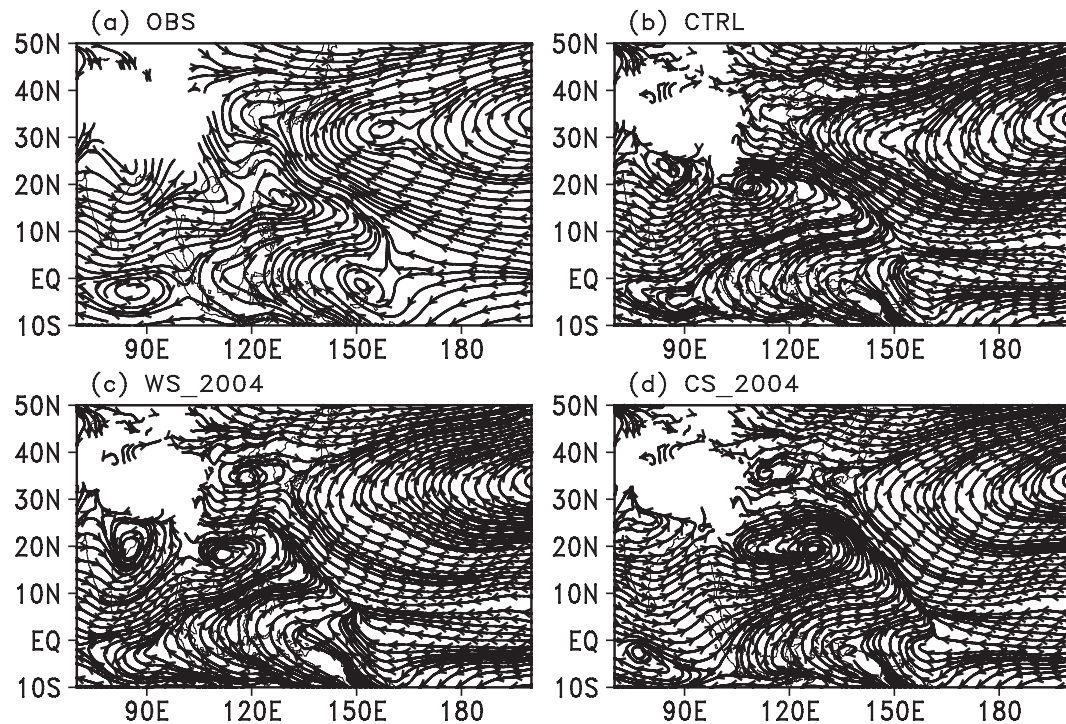 (a) OBS
(b) CTRL
50N
50N
40N
40N
30N
30N
20N
20N
10N
10N
EQ
EQ
10S
10S
90E 120E 150E 180
90E 120E 150E 180
(c) WS_2004
(d) CS_2004
50N
50N
40N
40N
30N
30N
20N
20N
10N
10N
EQ
EQ
10S
10S
90E 120E 150E 180
90E 120E 150E 180